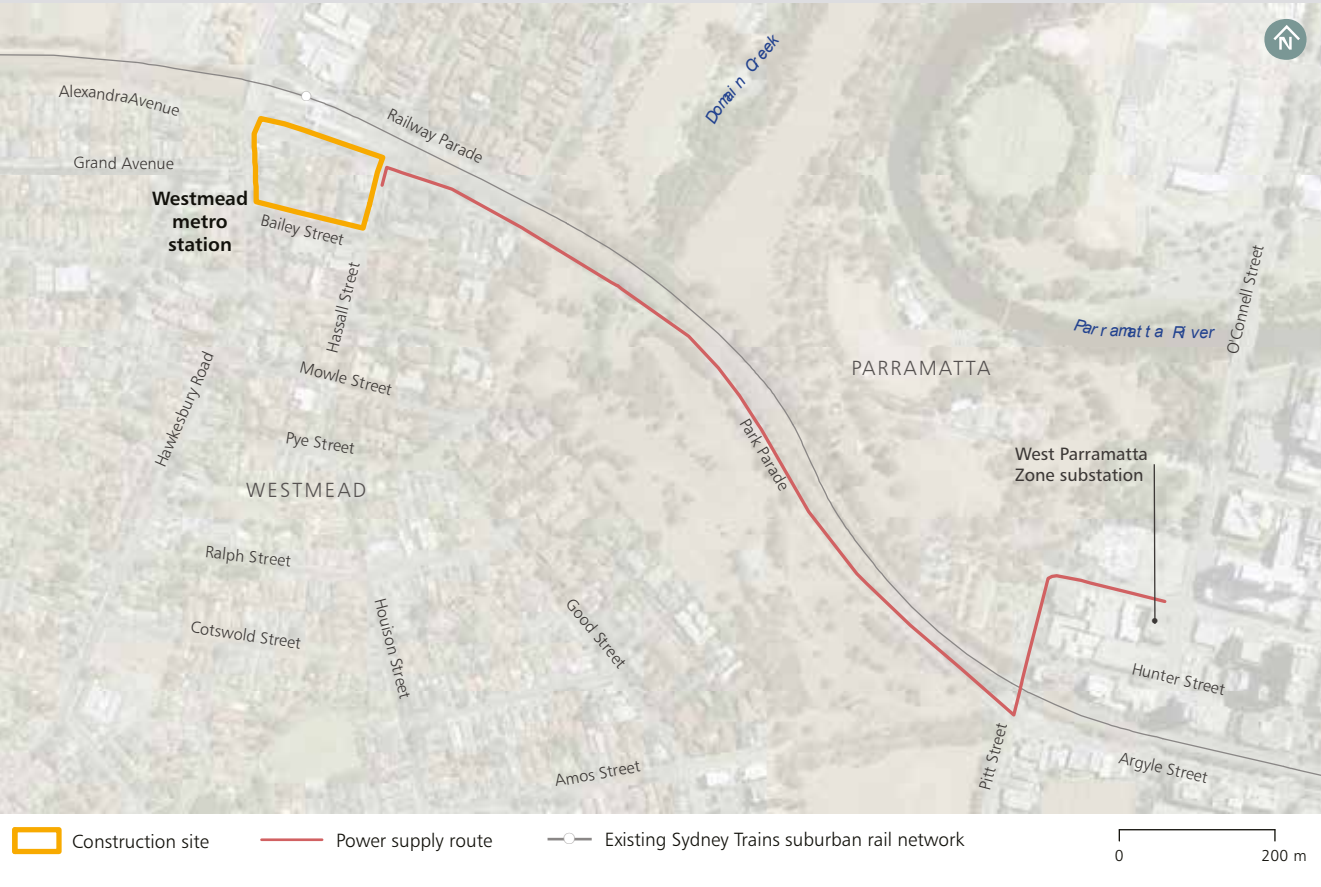 N
Domain Creek
AlexandraAvenue
Railway Parade
Grand Avenue
Westmead
metro
station
Bailey Street
Hassall Street
O'Connell Street
Parramatta River
Hawkesbury Road
Mowle Street
PARRAMATTA
Park Parade
Pye Street
West Parramatta
Zone substation
WESTMEAD
Ralph Street
Houison Street
Good Street
Cotswold Street
Hunter Street
Pitt Street
Amos Street
Argyle Street
Construction site
Power supply route
Existing Sydney Trains suburban rail network
0
200 m